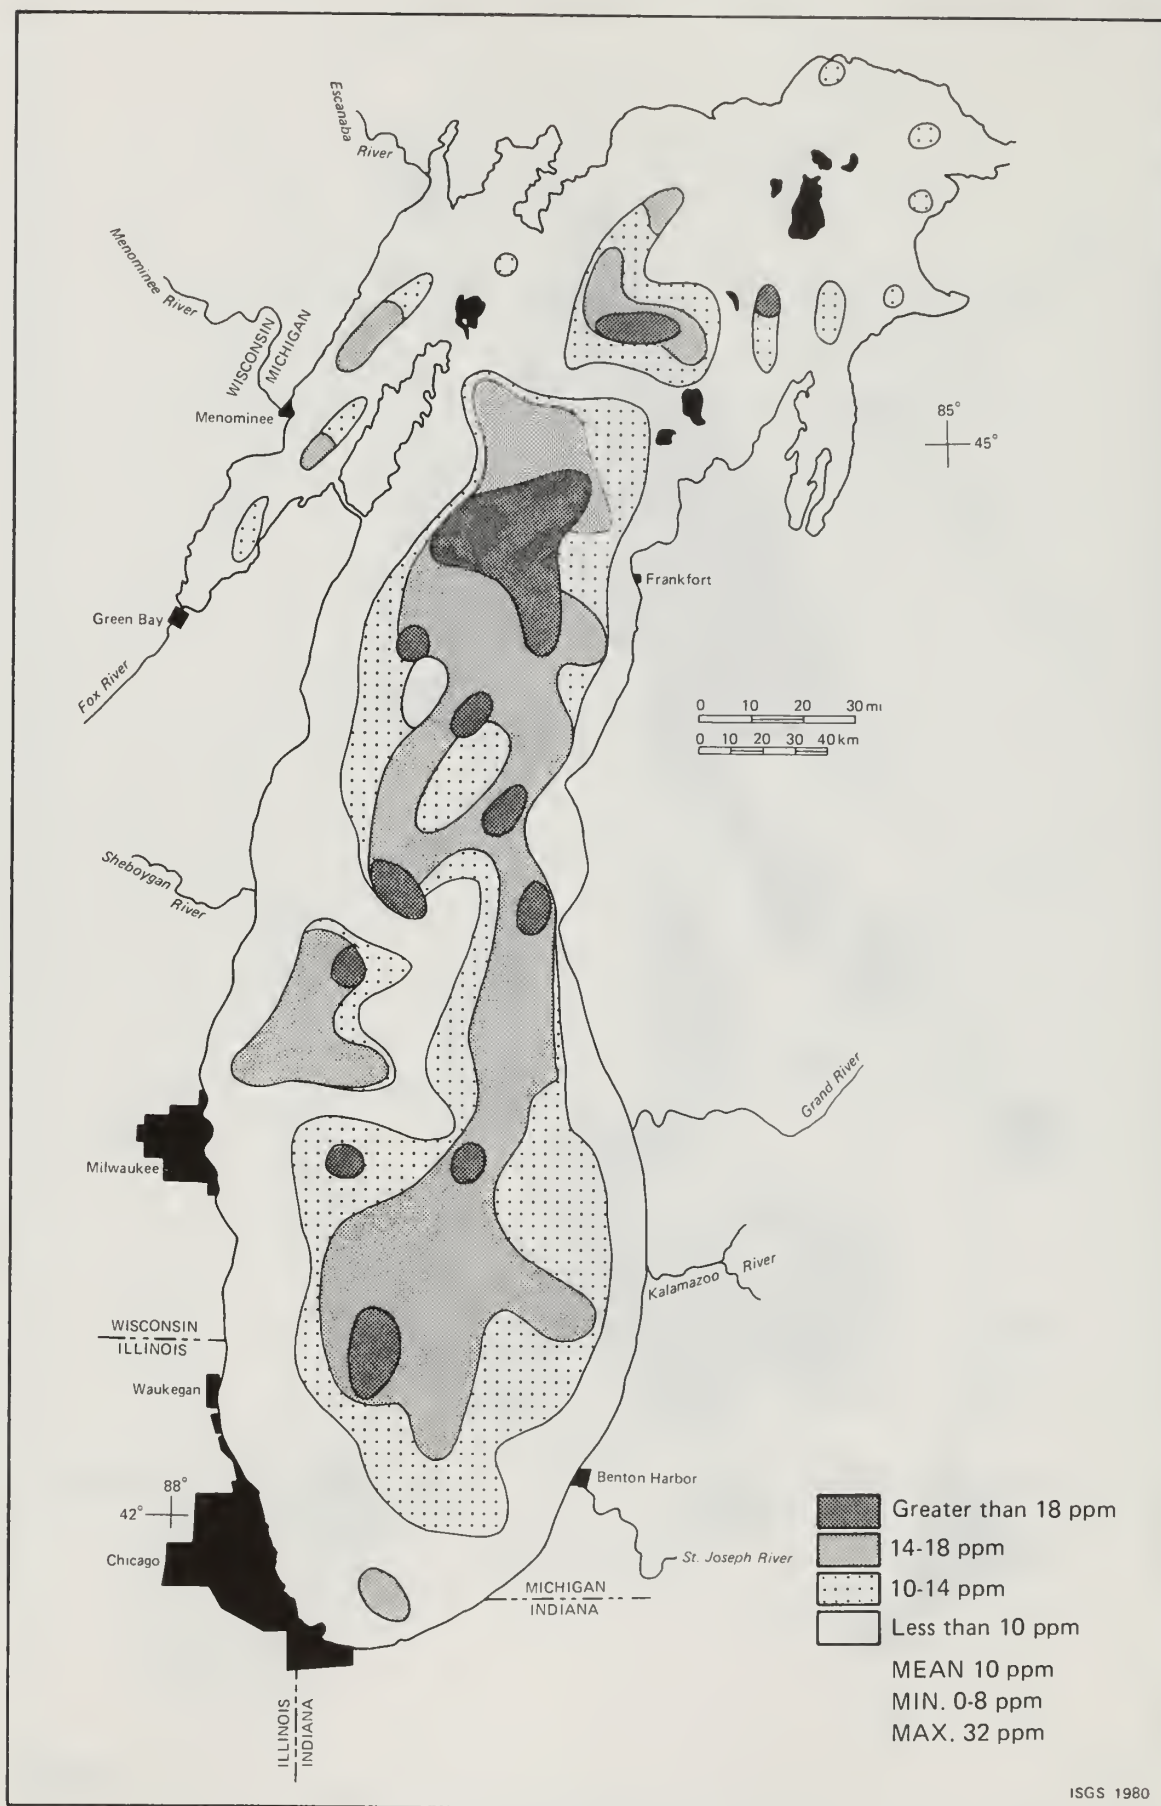 Escanaba
River
Menominee River
WISCONSIN
MICHIGAN
Menominee
85°
45°
Frankfort
Green Bay
Fox River
0 10 20 30 mi
0 10 20 30 40 km
Sheboygan
River
Grand River
Milwaukee
Kalamazoo River
WISCONSIN
ILLINOIS
Waukegan
88°
42°
Benton Harbor
Chicago
St. Joseph River
MICHIGAN
INDIANA
ILLINOIS
INDIANA
Greater than 18 ppm
14-18 ppm
10-14 ppm
Less than 10 ppm
MEAN 10 ppm
MIN. 0-8 ppm
MAX. 32 ppm
ISGS 1980